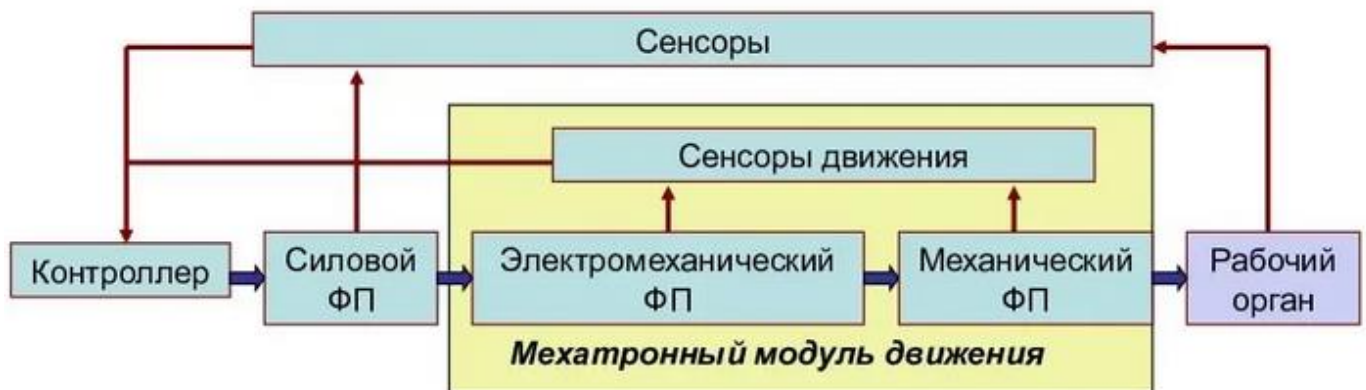 Сенсоры
Сенсоры движения
Контроллер
Силовой
ФП
Электромеханический
ФП
Механический
ФП
Рабочий
орган
Мехатронный модуль движения